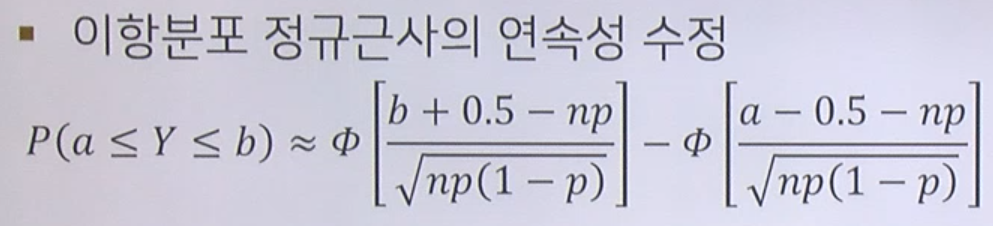 ▪ 이항분포 정규근사의 연속성 수정
P(a ≤ Y ≤ b) ≈ Φ[(b + 0.5 − np)/√(np(1 − p))] − Φ[(a − 0.5 − np)/√(np(1 − p))]